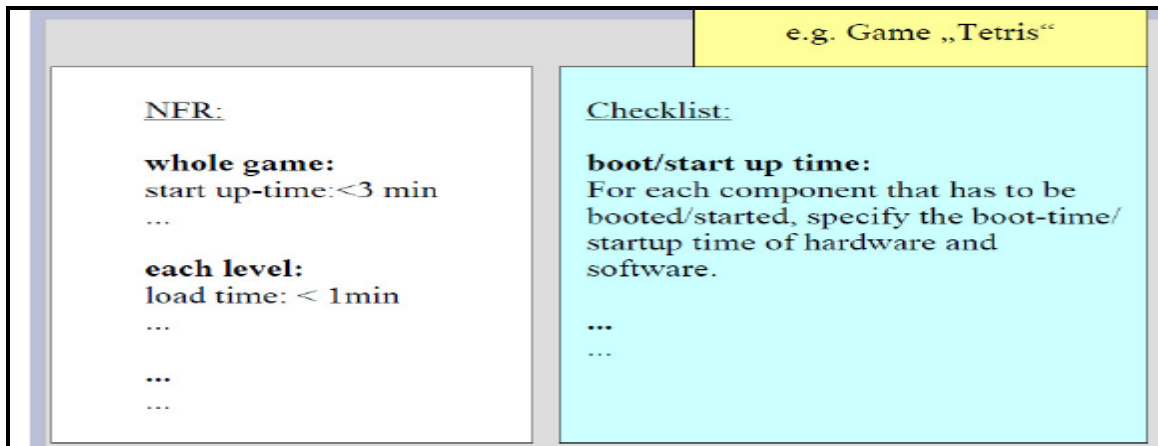 e.g. Game „Tetris“
NFR:
whole game:
start up-time:<3 min
...
each level:
load time: < 1min
...
...
...
Checklist:
boot/start up time:
For each component that has to be
booted/started, specify the boot-time/
startup time of hardware and
software.
...
...